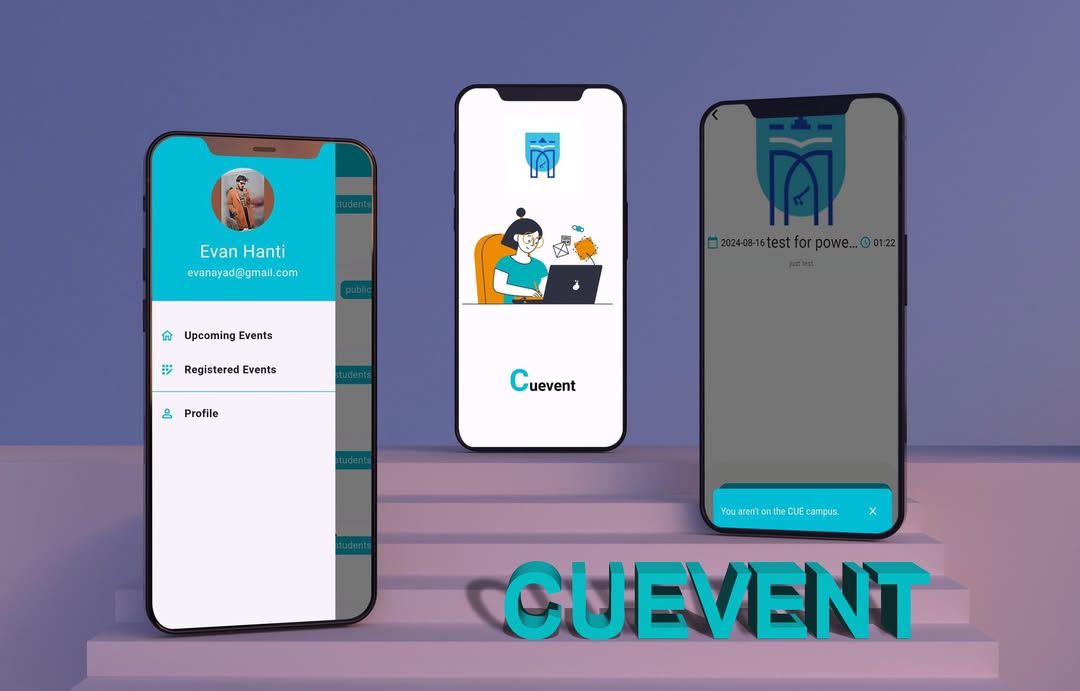 Evan Hanti
evanayad@gmail.com
Upcoming Events
Registered Events
Profile
students
public
students
students
students
Cuevent
2024-08-16 test for powe... 01:22
just test
You aren't on the CUE campus. X
CUEVENT